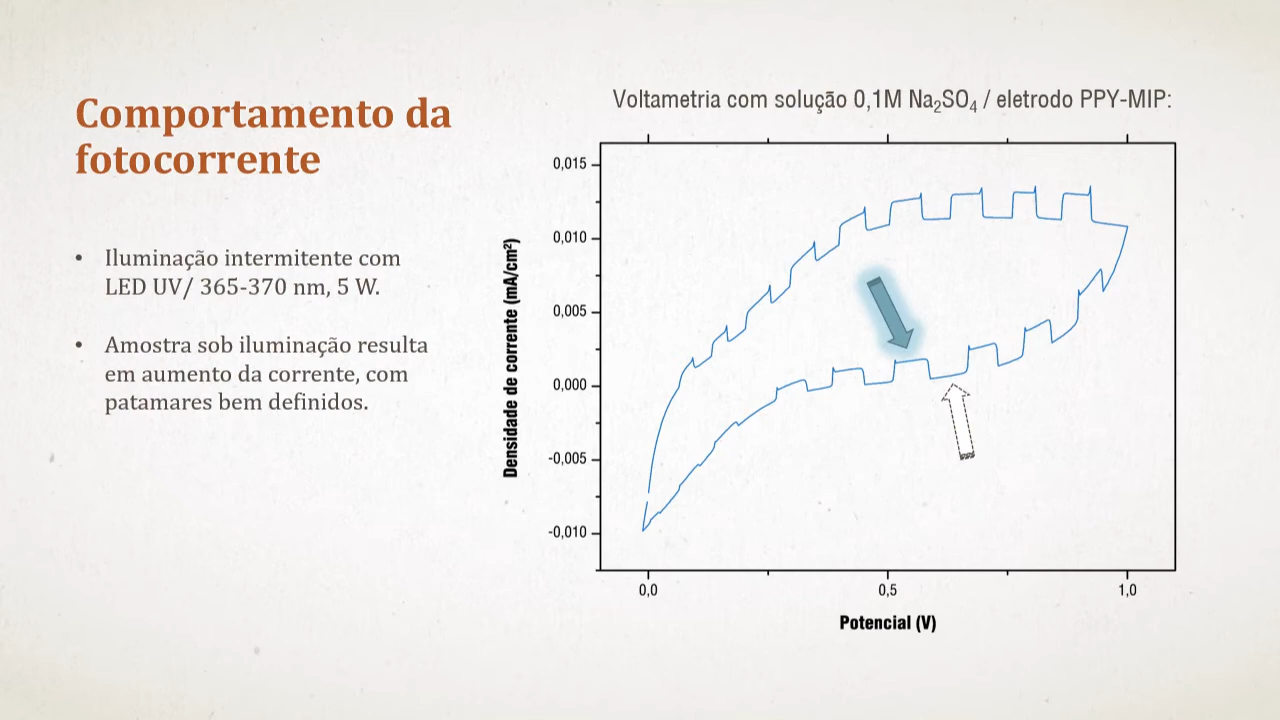 Comportamento da
fotocorrente
• Iluminação intermitente com
LED UV/ 365-370 nm, 5 W.
• Amostra sob iluminação resulta
em aumento da corrente, com
patamares bem definidos.
Voltametria com solução 0,1M Na₂SO₄ / eletrodo PPY-MIP:
Densidade de corrente (mA/cm²)
0,015
0,010
0,005
0,000
-0,005
-0,010
0,0
0,5
1,0
Potencial (V)